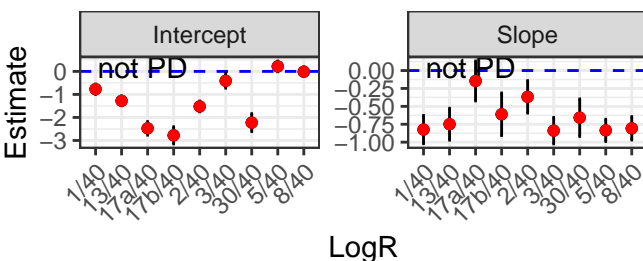 Intercept
Slope
Estimate
not PD
0
−1
−2
−3
1/40
13/40
17a/40
17b/40
2/40
3/40
30/40
5/40
8/40
not PD
0.00
−0.25
−0.50
−0.75
−1.00
1/40
13/40
17a/40
17b/40
2/40
3/40
30/40
5/40
8/40
LogR